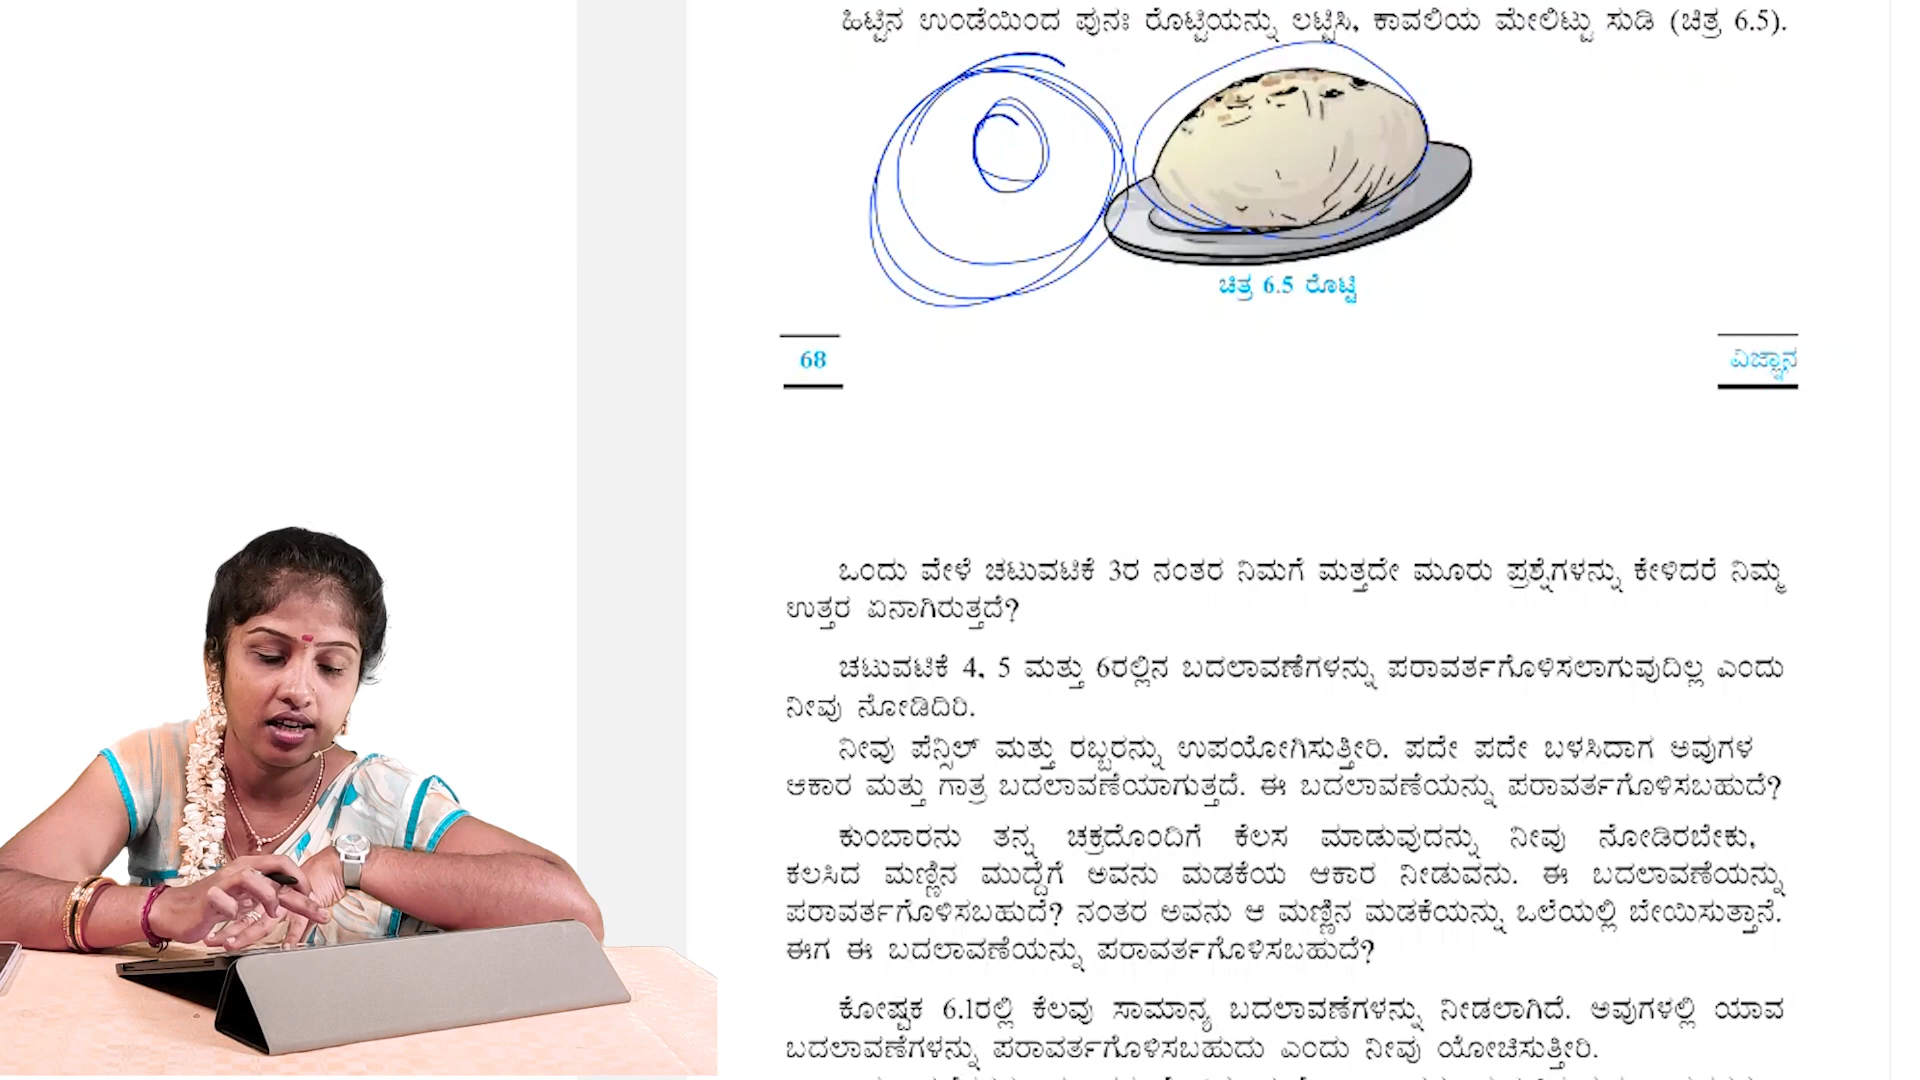 ಹಿಟ್ಟಿನ ಉಂಡೆಯಿಂದ ಪುನಃ ರೊಟ್ಟಿಯನ್ನು ಲಟ್ಟಿಸಿ, ಕಾವಲಿಯ ಮೇಲಿಟ್ಟು ಸುಡಿ (ಚಿತ್ರ 6.5).
ಚಿತ್ರ 6.5 ರೊಟ್ಟಿ
68
ವಿಜ್ಞಾನ
ಒಂದು ವೇಳೆ ಚಟುವಟಿಕೆ 3ರ ನಂತರ ನಿಮಗೆ ಮತ್ತದೇ ಮೂರು ಪ್ರಶ್ನೆಗಳನ್ನು ಕೇಳಿದರೆ ನಿಮ್ಮ
ಉತ್ತರ ಏನಾಗಿರುತ್ತದೆ?
ಚಟುವಟಿಕೆ 4, 5 ಮತ್ತು 6ರಲ್ಲಿನ ಬದಲಾವಣೆಗಳನ್ನು ಪರಾವರ್ತಗೊಳಿಸಲಾಗುವುದಿಲ್ಲ ಎಂದು
ನೀವು ನೋಡಿದಿರಿ.
ನೀವು ಪೆನ್ಸಿಲ್ ಮತ್ತು ರಬ್ಬರನ್ನು ಉಪಯೋಗಿಸುತ್ತೀರಿ. ಪದೇ ಪದೇ ಬಳಸಿದಾಗ ಅವುಗಳ
ಆಕಾರ ಮತ್ತು ಗಾತ್ರ ಬದಲಾವಣೆಯಾಗುತ್ತದೆ. ಈ ಬದಲಾವಣೆಯನ್ನು ಪರಾವರ್ತಗೊಳಿಸಬಹುದೆ?
ಕುಂಬಾರನು ತನ್ನ ಚಕ್ರದೊಂದಿಗೆ ಕೆಲಸ ಮಾಡುವುದನ್ನು ನೀವು ನೋಡಿರಬೇಕು,
ಕಲಸಿದ ಮಣ್ಣಿನ ಮುದ್ದೆಗೆ ಅವನು ಮಡಕೆಯ ಆಕಾರ ನೀಡುವನು. ಈ ಬದಲಾವಣೆಯನ್ನು
ಪರಾವರ್ತಗೊಳಿಸಬಹುದೆ? ನಂತರ ಅವನು ಆ ಮಣ್ಣಿನ ಮಡಕೆಯನ್ನು ಒಲೆಯಲ್ಲಿ ಬೇಯಿಸುತ್ತಾನೆ.
ಈಗ ಈ ಬದಲಾವಣೆಯನ್ನು ಪರಾವರ್ತಗೊಳಿಸಬಹುದೆ?
ಕೋಷ್ಟಕ 6.1ರಲ್ಲಿ ಕೆಲವು ಸಾಮಾನ್ಯ ಬದಲಾವಣೆಗಳನ್ನು ನೀಡಲಾಗಿದೆ. ಅವುಗಳಲ್ಲಿ ಯಾವ
ಬದಲಾವಣೆಗಳನ್ನು ಪರಾವರ್ತಗೊಳಿಸಬಹುದು ಎಂದು ನೀವು ಯೋಚಿಸುತ್ತೀರಿ.